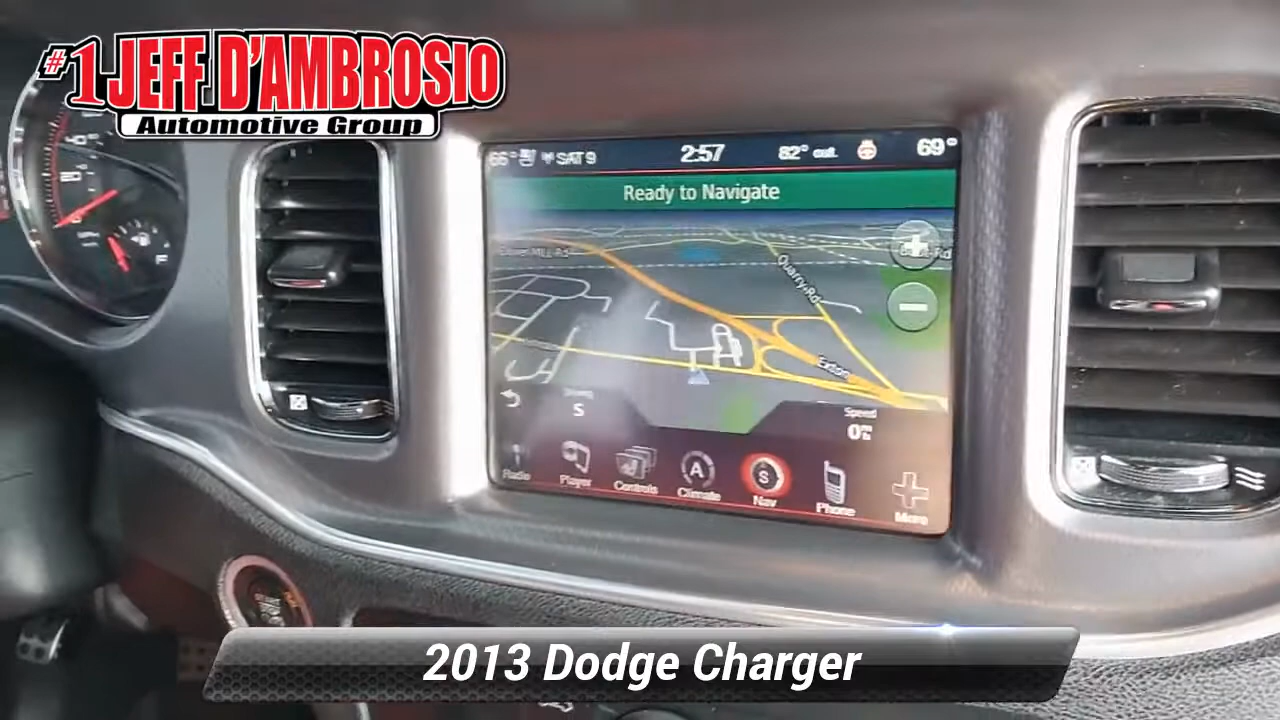 #1 JEFF D'AMBROSIO
Automotive Group
66° SAT 9 2:57 82° out. 69°
Ready to Navigate
Quarry Rd
Exton
S
Speed
0
Radio Player Controls Climate Nav Phone More
A S
F
2013 Dodge Charger